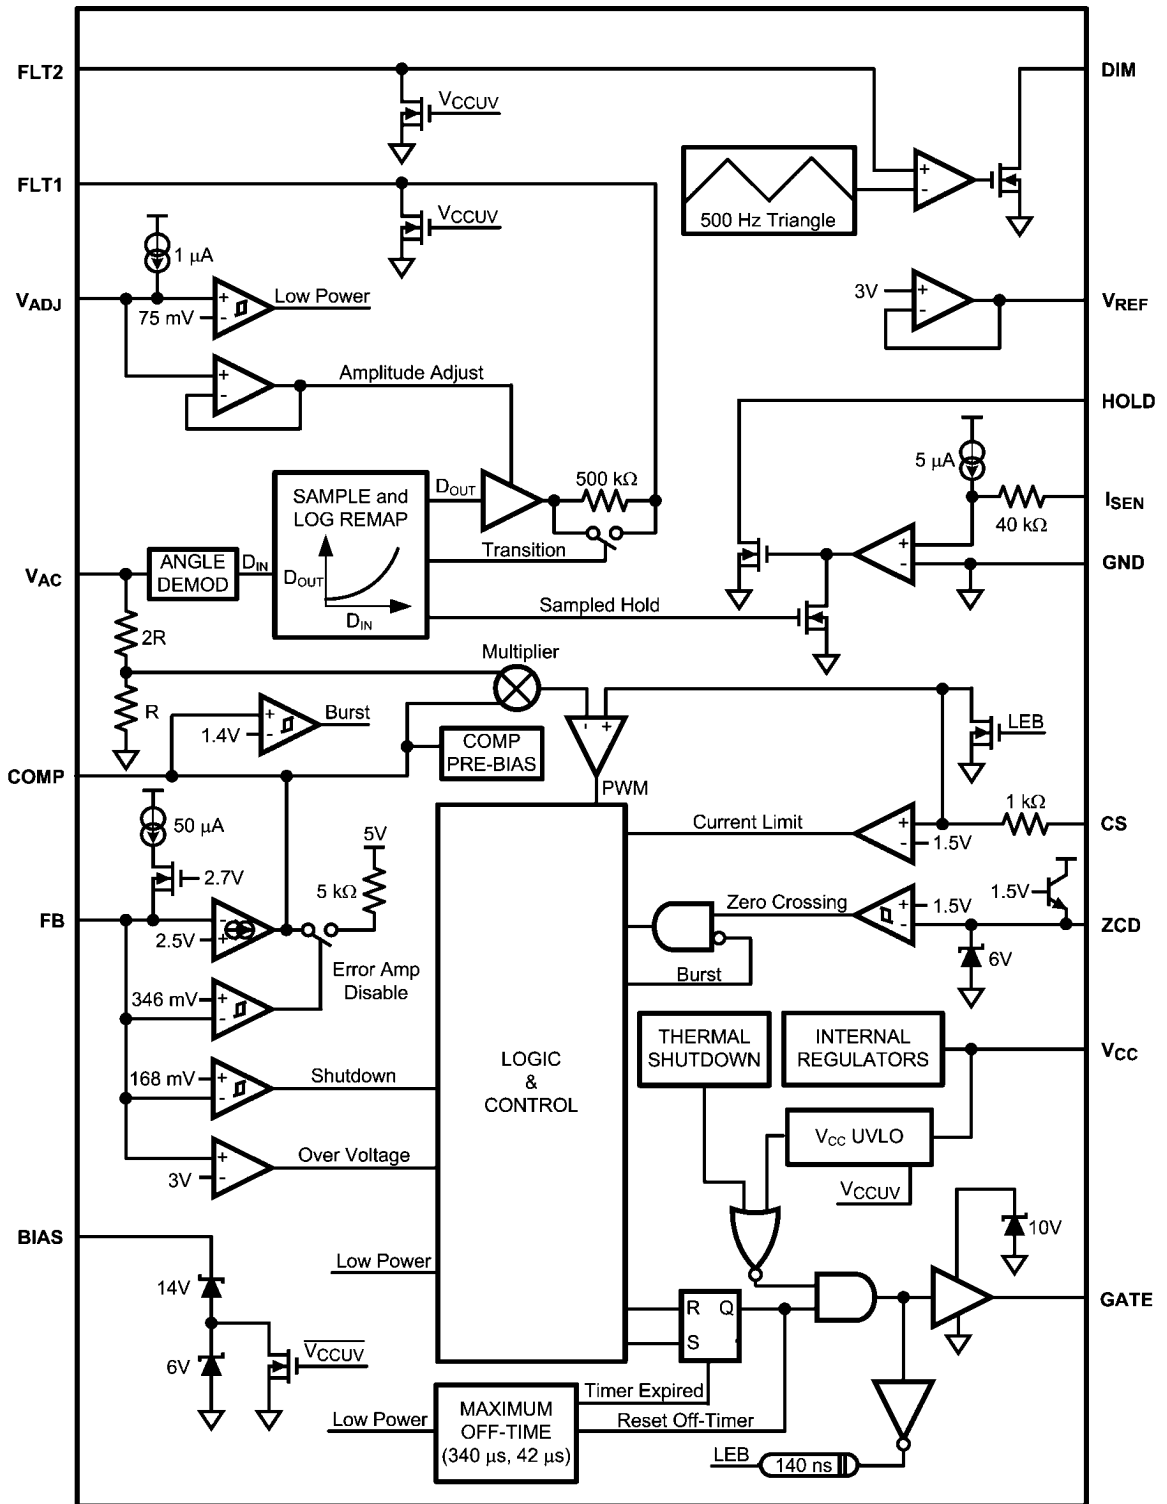 FLT2
DIM
VCCUV
FLT1
500 Hz Triangle
+
-
VCCUV
1 µA
VADJ
+
-
75 mV
Low Power
3V
+
-
VREF
+
-
Amplitude Adjust
HOLD
5 µA
SAMPLE and
LOG REMAP
DOUT
500 kΩ
ISEN
40 kΩ
Transition
+
-
GND
VAC
ANGLE
DEMOD
DIN
DOUT
DIN
Sampled Hold
2R
Multiplier
R
+
-
1.4V
Burst
COMP
PRE-BIAS
-
+
LEB
COMP
PWM
50 µA
5V
Current Limit
+
-
1.5V
1 kΩ
CS
2.7V
5 kΩ
Zero Crossing
+
-
1.5V
1.5V
FB
-
+
2.5V
ZCD
6V
Error Amp
Disable
Burst
346 mV
+
-
THERMAL
SHUTDOWN
INTERNAL
REGULATORS
VCC
LOGIC
&
CONTROL
168 mV
+
-
Shutdown
VCC UVLO
Over Voltage
+
-
3V
VCCUV
BIAS
10V
Low Power
14V
R
Q
S
GATE
6V
VCCUV
Timer Expired
Low Power
MAXIMUM
OFF-TIME
(340 µs, 42 µs)
Reset Off-Timer
LEB
140 ns